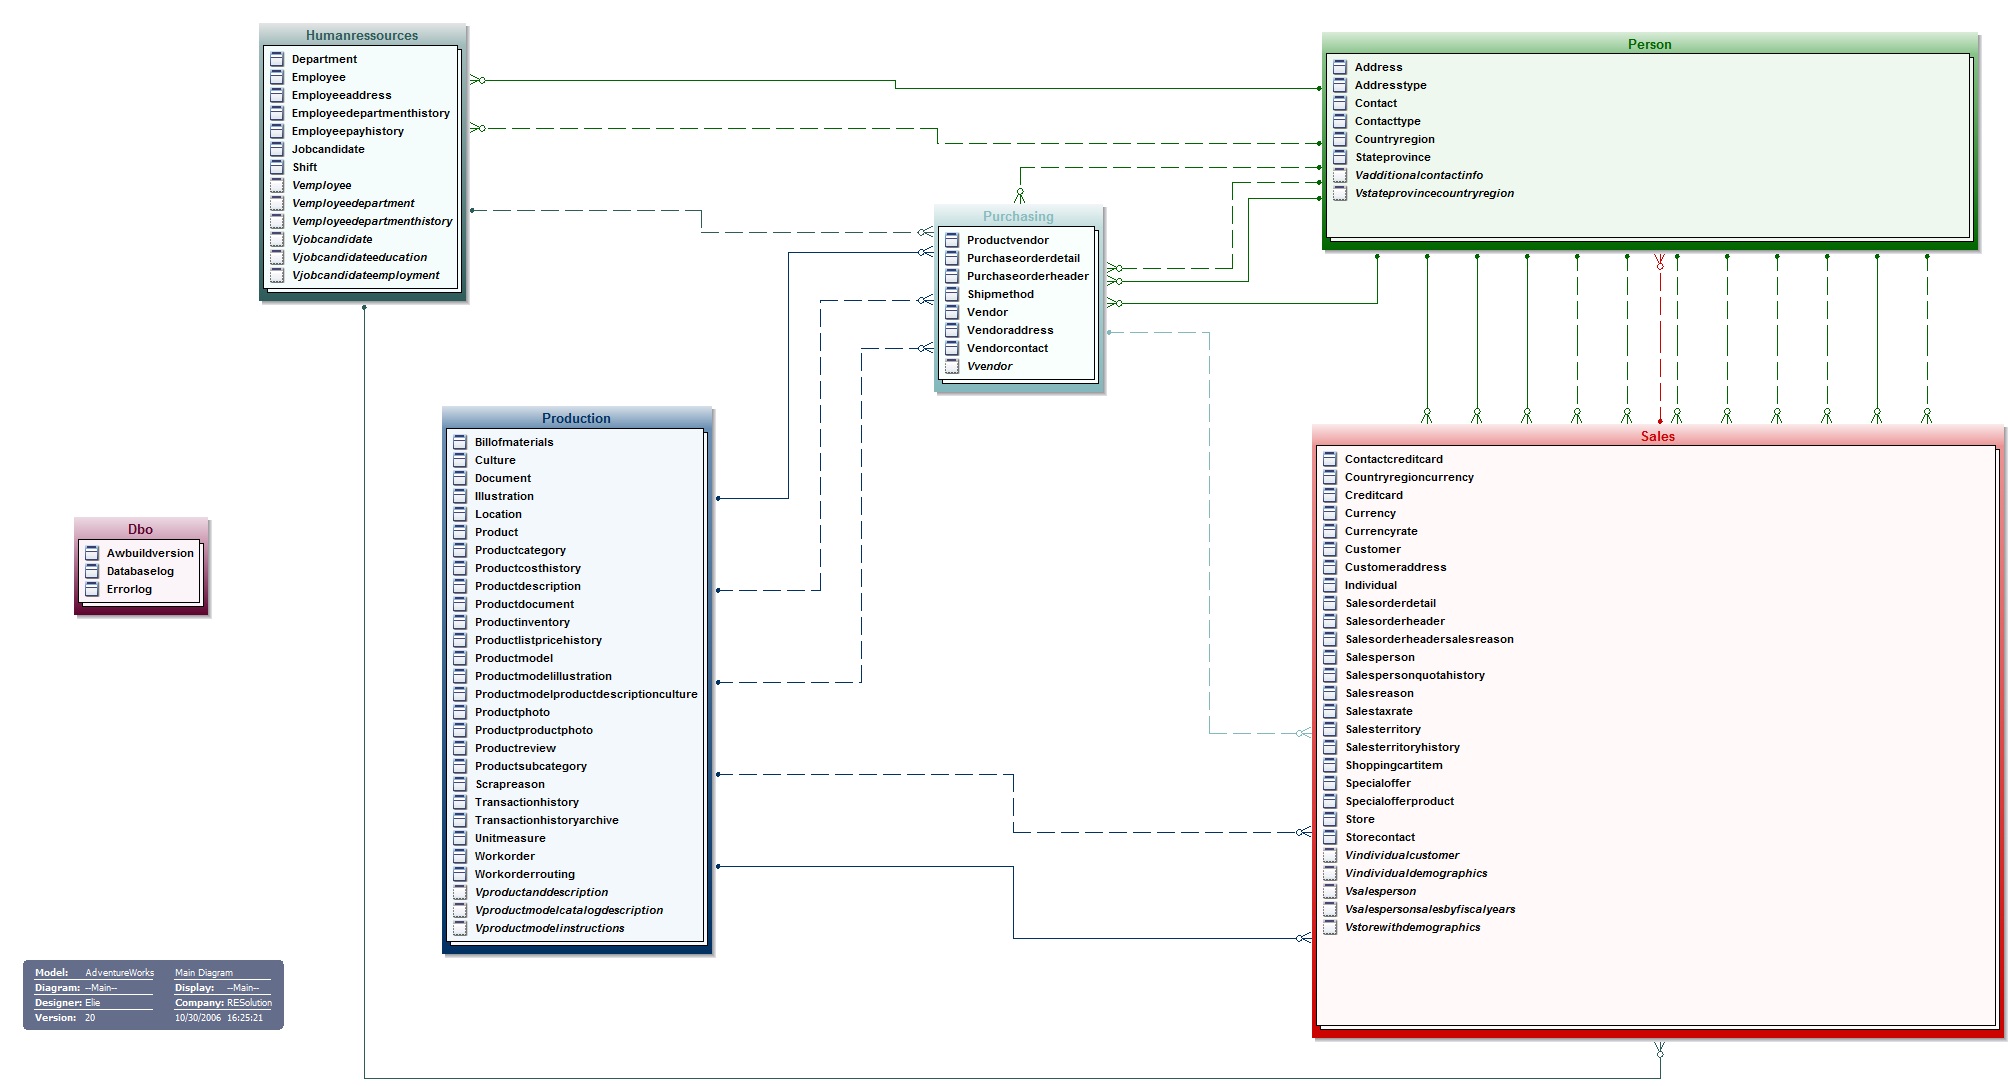 Humanressources
Department
Employee
Employeeaddress
Employeedepartmenthistory
Employeepayhistory
Jobcandidate
Shift
Vemployee
Vemployeedepartment
Vemployeedepartmenthistory
Vjobcandidate
Vjobcandidateeducation
Vjobcandidateemployment
Person
Address
Addresstype
Contact
Contacttype
Countryregion
Stateprovince
Vadditionalcontactinfo
Vstateprovincecountryregion
Purchasing
Productvendor
Purchaseorderdetail
Purchaseorderheader
Shipmethod
Vendor
Vendoraddress
Vendorcontact
Vvendor
Production
Billofmaterials
Culture
Document
Illustration
Location
Product
Productcategory
Productcosthistory
Productdescription
Productdocument
Productinventory
Productlistpricehistory
Productmodel
Productmodelillustration
Productmodelproductdescriptionculture
Productphoto
Productproductphoto
Productreview
Productsubcategory
Scrapreason
Transactionhistory
Transactionhistoryarchive
Unitmeasure
Workorder
Workorderrouting
Vproductanddescription
Vproductmodelcatalogdescription
Vproductmodelinstructions
Sales
Contactcreditcard
Countryregioncurrency
Creditcard
Currency
Currencyrate
Customer
Customeraddress
Individual
Salesorderdetail
Salesorderheader
Salesorderheadersalesreason
Salesperson
Salespersonquotahistory
Salesreason
Salestaxrate
Salesterritory
Salesterritoryhistory
Shoppingcartitem
Specialoffer
Specialofferproduct
Store
Storecontact
Vindividualcustomer
Vindividualdemographics
Vsalesperson
Vsalespersonsalesbyfiscalyears
Vstorewithdemographics
Dbo
Awbuildversion
Databaselog
Errorlog
Model: AdventureWorks Main Diagram
Diagram: --Main-- Display: --Main--
Designer: Elie Company: RESolution
Version: 20 10/30/2006 16:25:21